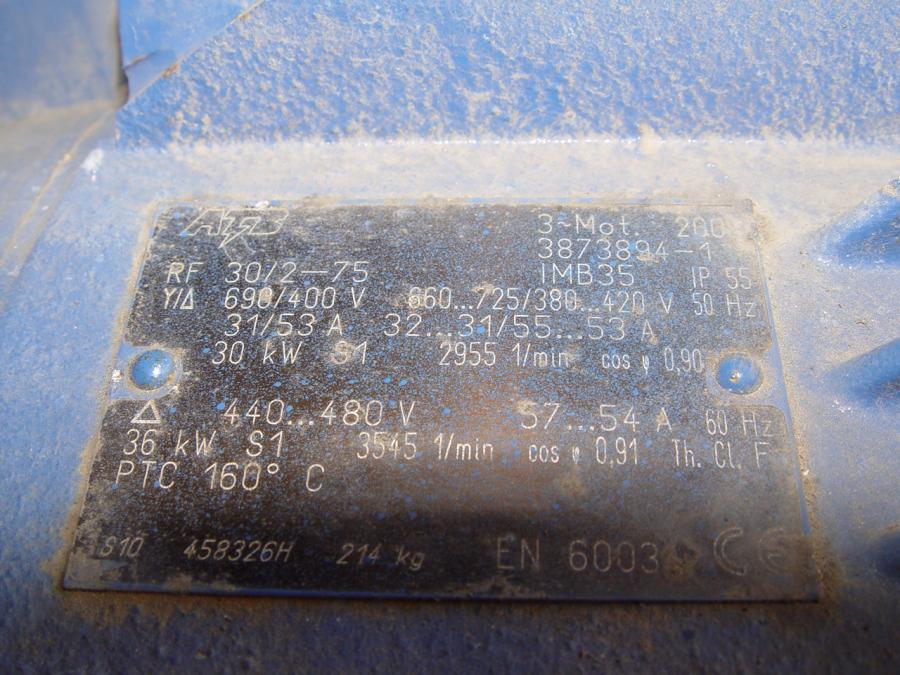 ATB 3~Mot. 200
3873894-1
RF 30/2-75 IMB35 IP 55
Y/Δ 690/400 V 660...725/380...420 V 50 Hz
31/53 A 32...31/55...53 A
30 kW S1 2955 1/min cos φ 0,90
Δ 440...480 V 57...54 A 60 Hz
36 kW S1 3545 1/min cos φ 0,91 Th. Cl. F
PTC 160° C
S10 458326H 214 kg EN 6003 CE